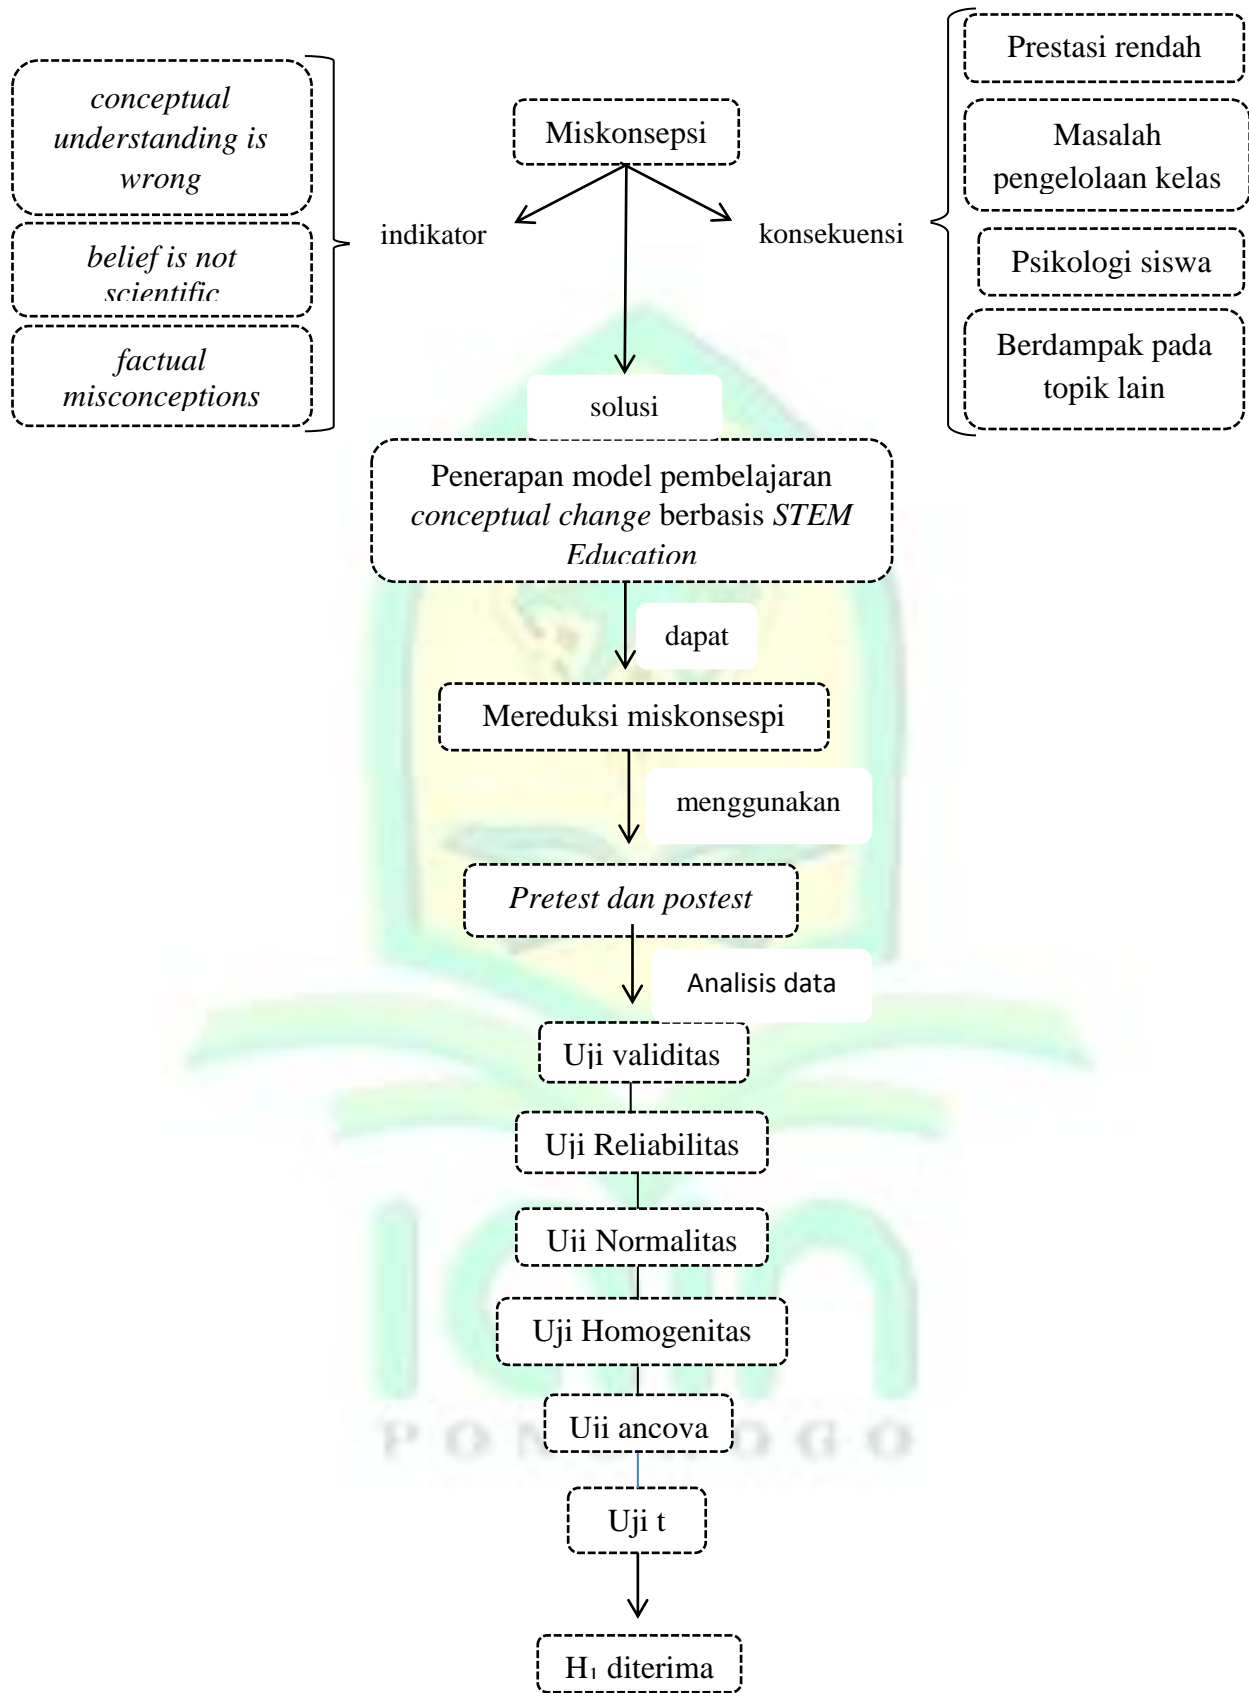 conceptual
understanding is
wrong
belief is not
scientific
factual
misconceptions
indikator
Miskonsepsi
konsekuensi
Prestasi rendah
Masalah
pengelolaan kelas
Psikologi siswa
Berdampak pada
topik lain
solusi
Penerapan model pembelajaran
conceptual change berbasis STEM
Education
dapat
Mereduksi miskonsespi
menggunakan
Pretest dan postest
Analisis data
Uji validitas
Uji Reliabilitas
Uji Normalitas
Uji Homogenitas
Uji ancova
Uji t
H₁ diterima
iain